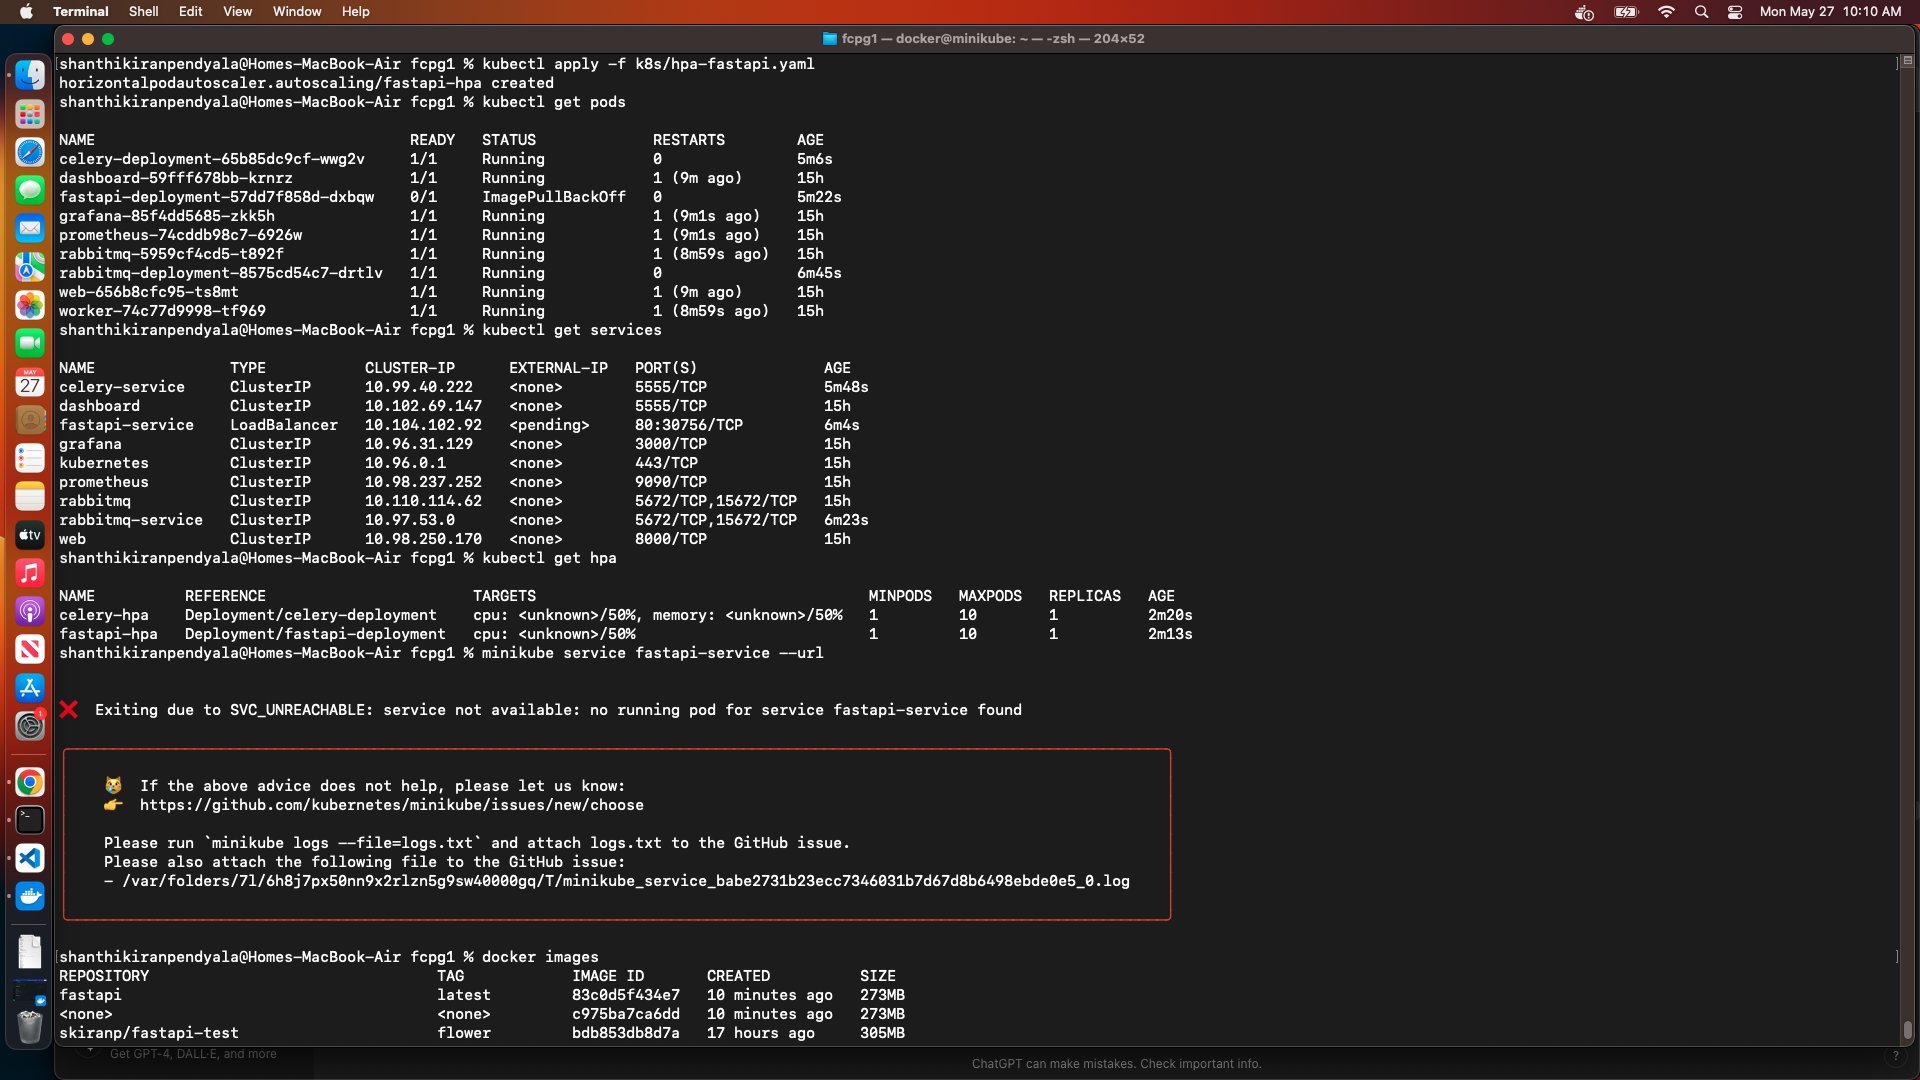 Terminal Shell Edit View Window Help Mon May 27 10:10 AM
fcpg1 — docker@minikube: ~ — -zsh — 204×52
shanthikiranpendyala@Homes-MacBook-Air fcpg1 % kubectl apply -f k8s/hpa-fastapi.yaml
horizontalpodautoscaler.autoscaling/fastapi-hpa created
shanthikiranpendyala@Homes-MacBook-Air fcpg1 % kubectl get pods
NAME READY STATUS RESTARTS AGE
celery-deployment-65b85dc9cf-wwg2v 1/1 Running 0 5m6s
dashboard-59fff678bb-krnrz 1/1 Running 1 (9m ago) 15h
fastapi-deployment-57dd7f858d-dxbqw 0/1 ImagePullBackOff 0 5m22s
grafana-85f4dd5685-zkk5h 1/1 Running 1 (9m1s ago) 15h
prometheus-74cddb98c7-6926w 1/1 Running 1 (9m1s ago) 15h
rabbitmq-5959cf4cd5-t892f 1/1 Running 1 (8m59s ago) 15h
rabbitmq-deployment-8575cd54c7-drtlv 1/1 Running 0 6m45s
web-656b8cfc95-ts8mt 1/1 Running 1 (9m ago) 15h
worker-74c77d9998-tf969 1/1 Running 1 (8m59s ago) 15h
shanthikiranpendyala@Homes-MacBook-Air fcpg1 % kubectl get services
NAME TYPE CLUSTER-IP EXTERNAL-IP PORT(S) AGE
celery-service ClusterIP 10.99.40.222 <none> 5555/TCP 5m48s
dashboard ClusterIP 10.102.69.147 <none> 5555/TCP 15h
fastapi-service LoadBalancer 10.104.102.92 <pending> 80:30756/TCP 6m4s
grafana ClusterIP 10.96.31.129 <none> 3000/TCP 15h
kubernetes ClusterIP 10.96.0.1 <none> 443/TCP 15h
prometheus ClusterIP 10.98.237.252 <none> 9090/TCP 15h
rabbitmq ClusterIP 10.110.114.62 <none> 5672/TCP,15672/TCP 15h
rabbitmq-service ClusterIP 10.97.53.0 <none> 5672/TCP,15672/TCP 6m23s
web ClusterIP 10.98.250.170 <none> 8000/TCP 15h
shanthikiranpendyala@Homes-MacBook-Air fcpg1 % kubectl get hpa
NAME REFERENCE TARGETS MINPODS MAXPODS REPLICAS AGE
celery-hpa Deployment/celery-deployment cpu: <unknown>/50%, memory: <unknown>/50% 1 10 1 2m20s
fastapi-hpa Deployment/fastapi-deployment cpu: <unknown>/50% 1 10 1 2m13s
shanthikiranpendyala@Homes-MacBook-Air fcpg1 % minikube service fastapi-service --url
❌ Exiting due to SVC_UNREACHABLE: service not available: no running pod for service fastapi-service found
😿 If the above advice does not help, please let us know:
👉 https://github.com/kubernetes/minikube/issues/new/choose
Please run `minikube logs --file=logs.txt` and attach logs.txt to the GitHub issue.
Please also attach the following file to the GitHub issue:
- /var/folders/7l/6h8j7px50nn9x2rlzn5g9sw40000gq/T/minikube_service_babe2731b23ecc7346031b7d67d8b6498ebde0e5_0.log
shanthikiranpendyala@Homes-MacBook-Air fcpg1 % docker images
REPOSITORY TAG IMAGE ID CREATED SIZE
fastapi latest 83c0d5f434e7 10 minutes ago 273MB
<none> <none> c975ba7ca6dd 10 minutes ago 273MB
skiranp/fastapi-test flower bdb853db8d7a 17 hours ago 305MB
MAY
27
tv
1
Get GPT-4, DALL·E, and more
ChatGPT can make mistakes. Check important info.
?